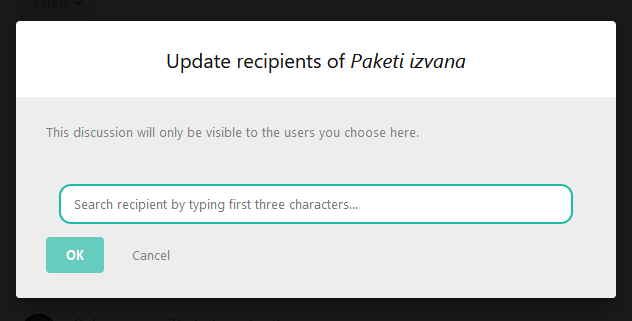 Latest
Update recipients of Paketi izvana
This discussion will only be visible to the users you choose here.
Search recipient by typing first three characters...
OK
Cancel